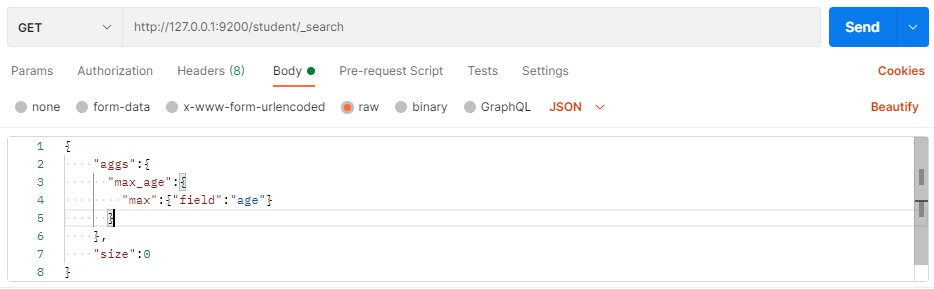 GET http://127.0.0.1:9200/student/_search Send
Params Authorization Headers (8) Body Pre-request Script Tests Settings Cookies
none form-data x-www-form-urlencoded raw binary GraphQL JSON Beautify
1 {
2 "aggs":{
3 "max_age":{
4 "max":{"field":"age"}
5 }
6 },
7 "size":0
8 }